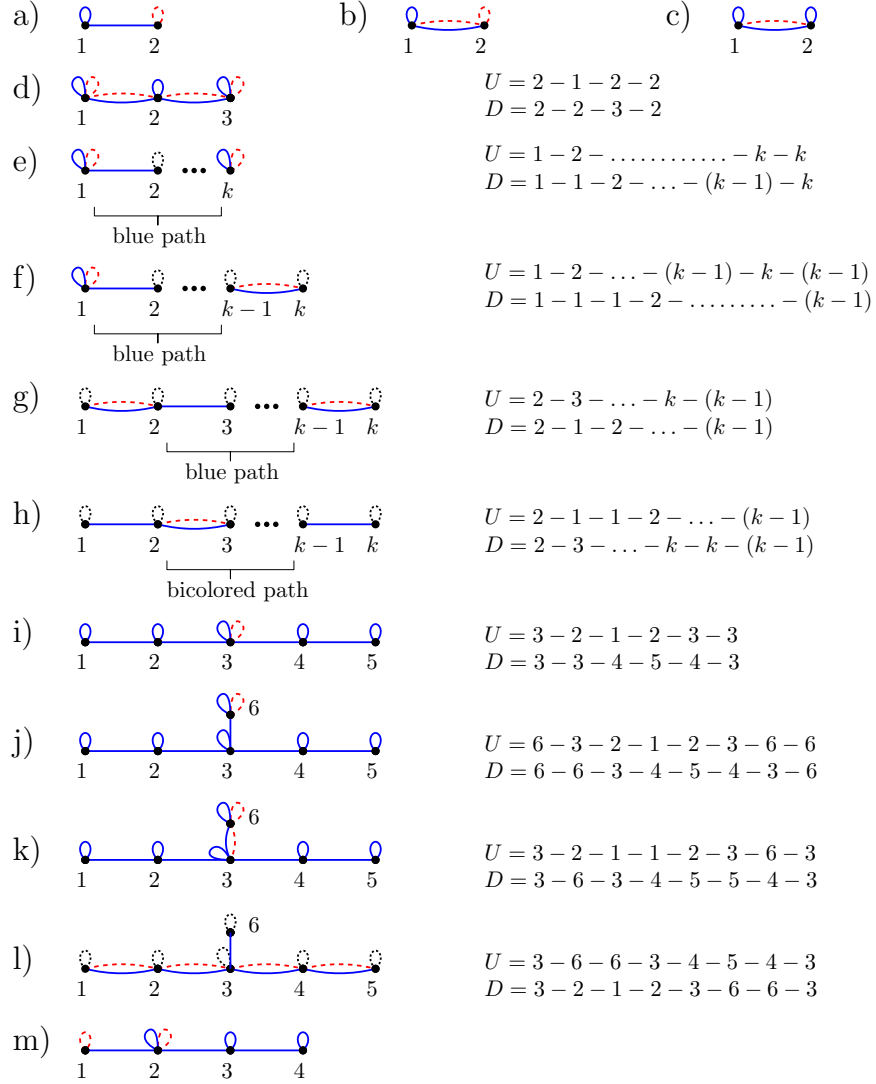 a) b) c)
1 2 1 2 1 2
d) U = 2 − 1 − 2 − 2
D = 2 − 2 − 3 − 2
1 2 3
e) U = 1 − 2 − . . . . . . . . . . . . − k − k
D = 1 − 1 − 2 − . . . − (k − 1) − k
1 2 k
blue path
f) U = 1 − 2 − . . . − (k − 1) − k − (k − 1)
D = 1 − 1 − 1 − 2 − . . . . . . . . . − (k − 1)
1 2 k − 1 k
blue path
g) U = 2 − 3 − . . . − k − (k − 1)
D = 2 − 1 − 2 − . . . − (k − 1)
1 2 3 k − 1 k
blue path
h) U = 2 − 1 − 1 − 2 − . . . − (k − 1)
D = 2 − 3 − . . . − k − k − (k − 1)
1 2 3 k − 1 k
bicolored path
i) U = 3 − 2 − 1 − 2 − 3 − 3
D = 3 − 3 − 4 − 5 − 4 − 3
1 2 3 4 5
6
j) U = 6 − 3 − 2 − 1 − 2 − 3 − 6 − 6
D = 6 − 6 − 3 − 4 − 5 − 4 − 3 − 6
1 2 3 4 5
6
k) U = 3 − 2 − 1 − 1 − 2 − 3 − 6 − 3
D = 3 − 6 − 3 − 4 − 5 − 5 − 4 − 3
1 2 3 4 5
6
l) U = 3 − 6 − 6 − 3 − 4 − 5 − 4 − 3
D = 3 − 2 − 1 − 2 − 3 − 6 − 6 − 3
1 2 3 4 5
m)
1 2 3 4